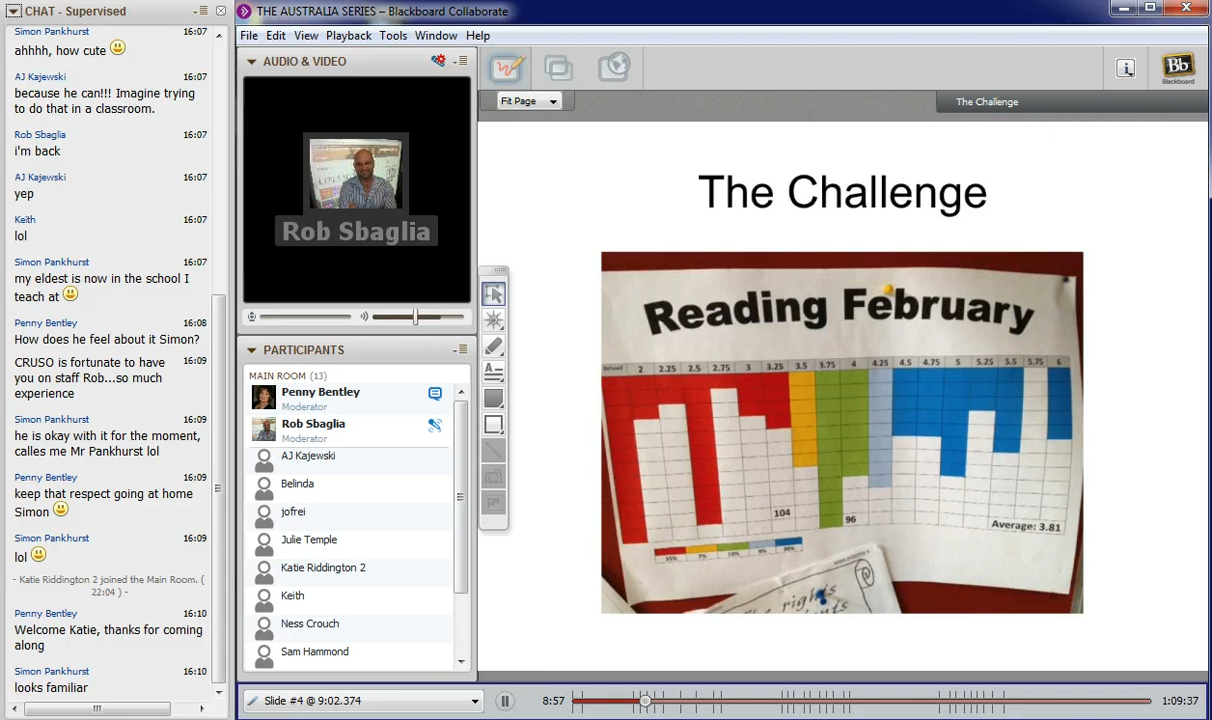 CHAT - Supervised
Simon Pankhurst 16:07
ahhhh, how cute
AJ Kajewski 16:07
because he can!!! Imagine trying
to do that in a classroom.
Rob Sbaglia 16:07
i'm back
AJ Kajewski 16:07
yep
Keith 16:07
lol
Simon Pankhurst 16:07
my eldest is now in the school I
teach at
Penny Bentley 16:08
How does he feel about it Simon?
CRUSO is fortunate to have 16:09
you on staff Rob...so much
experience
Simon Pankhurst 16:09
he is okay with it for the moment,
calls me Mr Pankhurst lol
Penny Bentley 16:09
keep that respect going at home
Simon
Simon Pankhurst 16:09
lol
- Katie Riddington 2 joined the Main Room. (
22:04 ) -
Penny Bentley 16:10
Welcome Katie, thanks for coming
along
Simon Pankhurst 16:10
looks familiar
THE AUSTRALIA SERIES – Blackboard Collaborate
File Edit View Playback Tools Window Help
AUDIO & VIDEO
Rob Sbaglia
PARTICIPANTS
MAIN ROOM (13)
Penny Bentley
Moderator
Rob Sbaglia
Moderator
AJ Kajewski
Belinda
jofrei
Julie Temple
Katie Riddington 2
Keith
Ness Crouch
Sam Hammond
Slide #4 @ 9:02.374
8:57
1:09:37
Bb
Blackboard
Fit Page
The Challenge
The Challenge
Reading February
2 2.25 2.5 2.75 3 3.25 3.5 3.75 4 4.25 4.5 4.75 5 5.25 5.5 5.75 6
104
96
Average: 3.81
rights